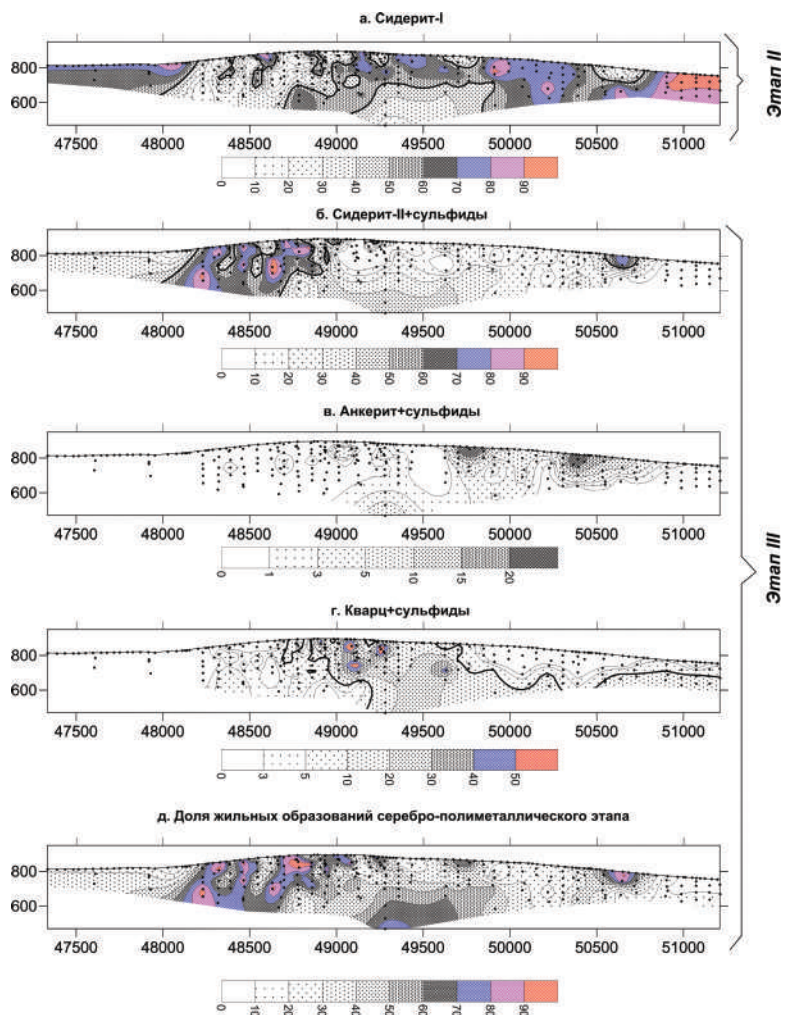 а. Сидерит-I
800
600
47500 48000 48500 49000 49500 50000 50500 51000
0 10 20 30 40 50 60 70 80 90
Этап II
б. Сидерит-II+сульфиды
800
600
47500 48000 48500 49000 49500 50000 50500 51000
0 10 20 30 40 50 60 70 80 90
в. Анкерит+сульфиды
800
600
47500 48000 48500 49000 49500 50000 50500 51000
0 1 3 5 10 15 20
г. Кварц+сульфиды
800
600
47500 48000 48500 49000 49500 50000 50500 51000
0 3 5 10 20 30 40 50
д. Доля жильных образований серебро-полиметаллического этапа
800
600
47500 48000 48500 49000 49500 50000 50500 51000
0 10 20 30 40 50 60 70 80 90
Этап III